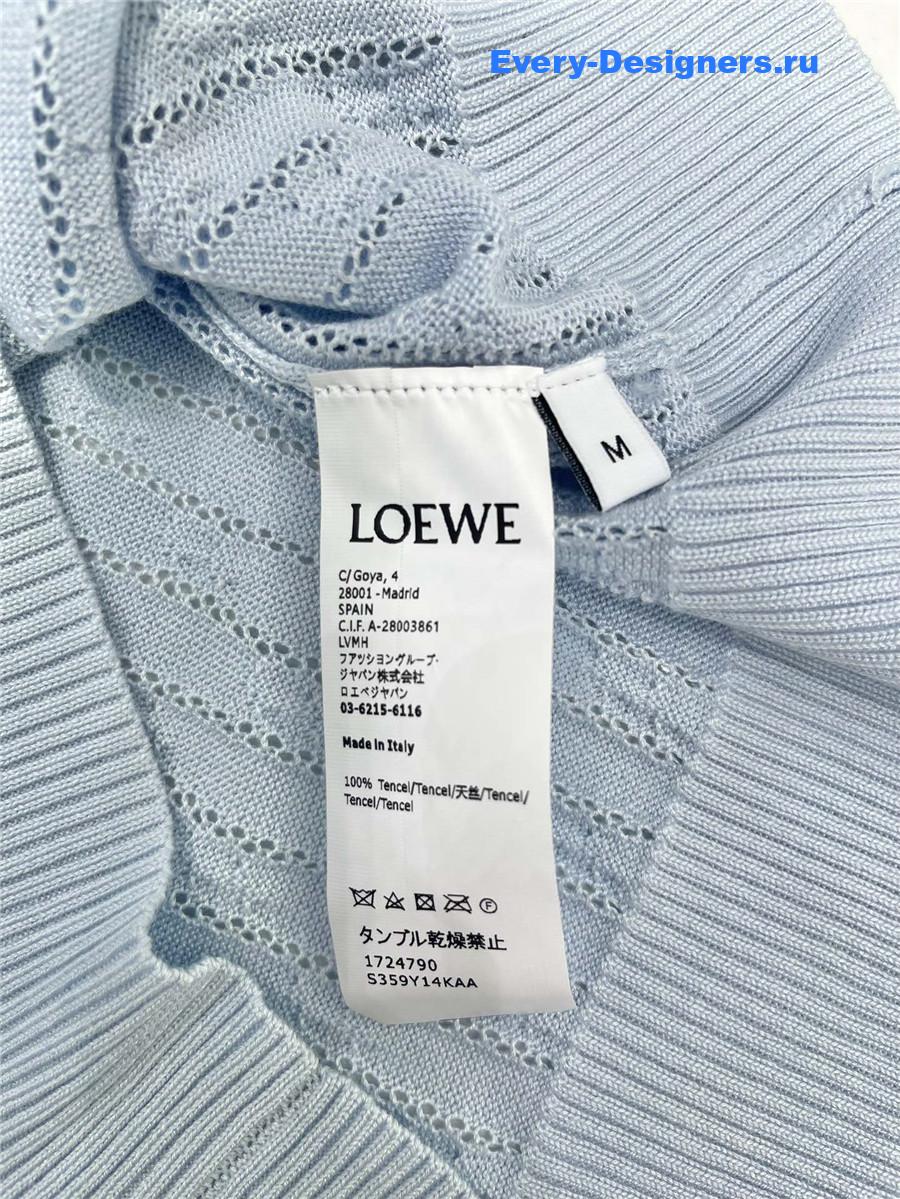 Every-Designers.ru
M
LOEWE
C/ Goya, 4
28001 - Madrid
SPAIN
C.I.F. A-28003861
LVMH
フアツショングループ・
ジャパン株式会社
ロエベジャパン
03-6215-6116
Made in Italy
100% Tencel/Tencel/天丝/Tencel/
Tencel/Tencel
F
タンブル乾燥禁止
1724790
S359Y14KAA